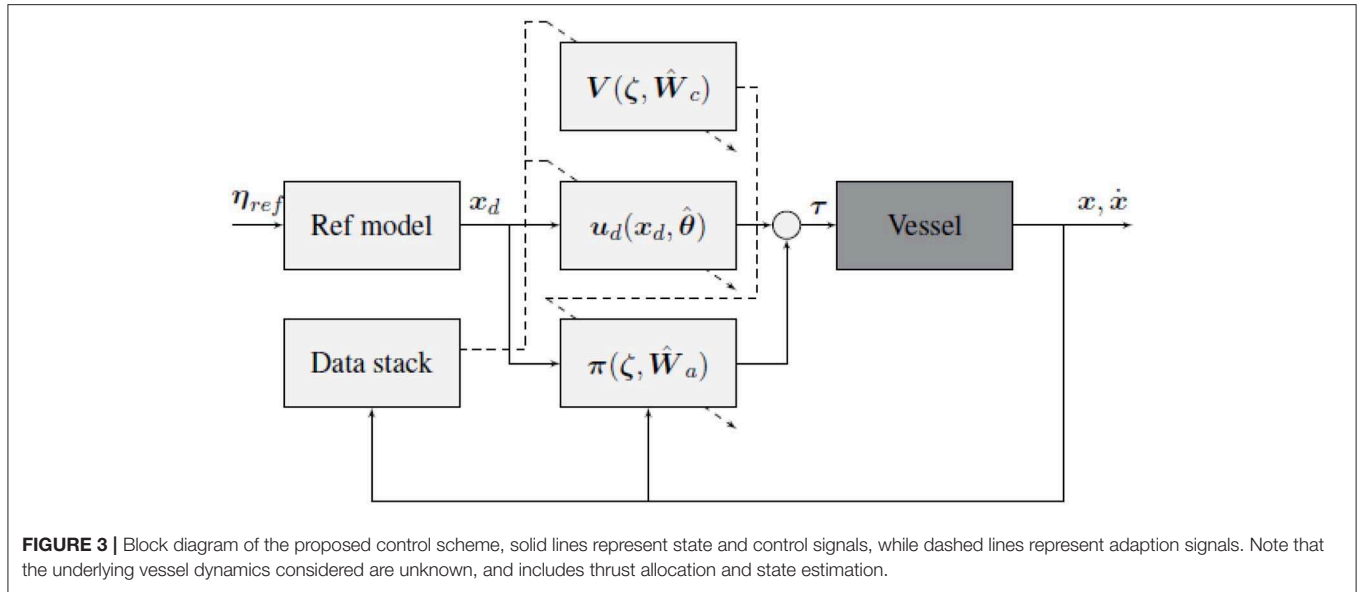 V(ζ, Ŵ_c)
η_ref
Ref model
x_d
u_d(x_d, θ̂)
τ
Vessel
x, ẋ
Data stack
π(ζ, Ŵ_a)
FIGURE 3 | Block diagram of the proposed control scheme, solid lines represent state and control signals, while dashed lines represent adaption signals. Note that
the underlying vessel dynamics considered are unknown, and includes thrust allocation and state estimation.